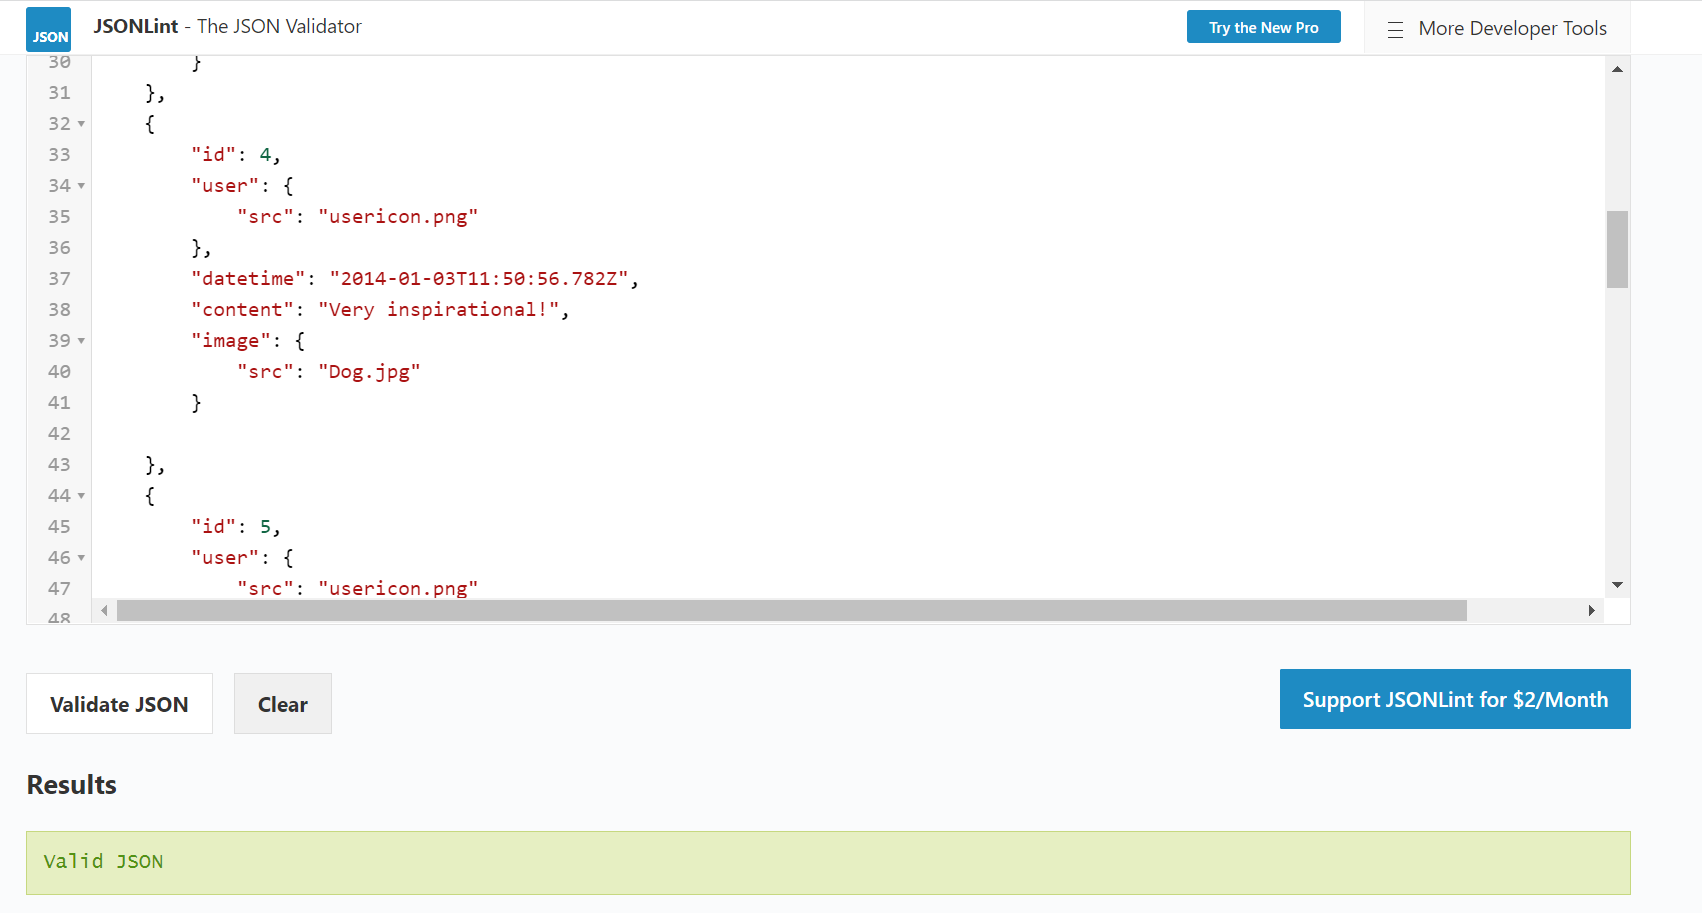 JSON
JSONLint - The JSON Validator
Try the New Pro
More Developer Tools
30 }
31 },
32 {
33 "id": 4,
34 "user": {
35 "src": "usericon.png"
36 },
37 "datetime": "2014-01-03T11:50:56.782Z",
38 "content": "Very inspirational!",
39 "image": {
40 "src": "Dog.jpg"
41 }
42
43 },
44 {
45 "id": 5,
46 "user": {
47 "src": "usericon.png"
48
Validate JSON
Clear
Support JSONLint for $2/Month
Results
Valid JSON